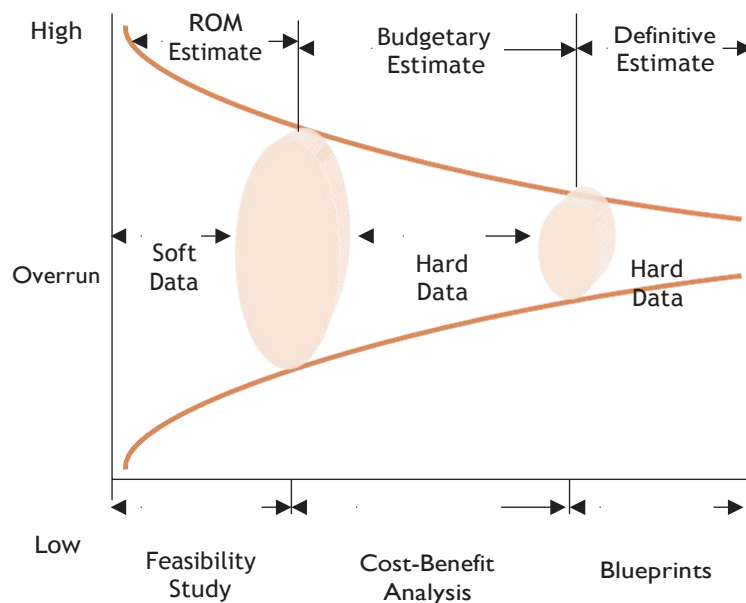 High
ROM
Estimate
Budgetary
Estimate
Definitive
Estimate
Overrun
Soft
Data
Hard
Data
Hard
Data
Low
Feasibility
Study
Cost-Benefit
Analysis
Blueprints